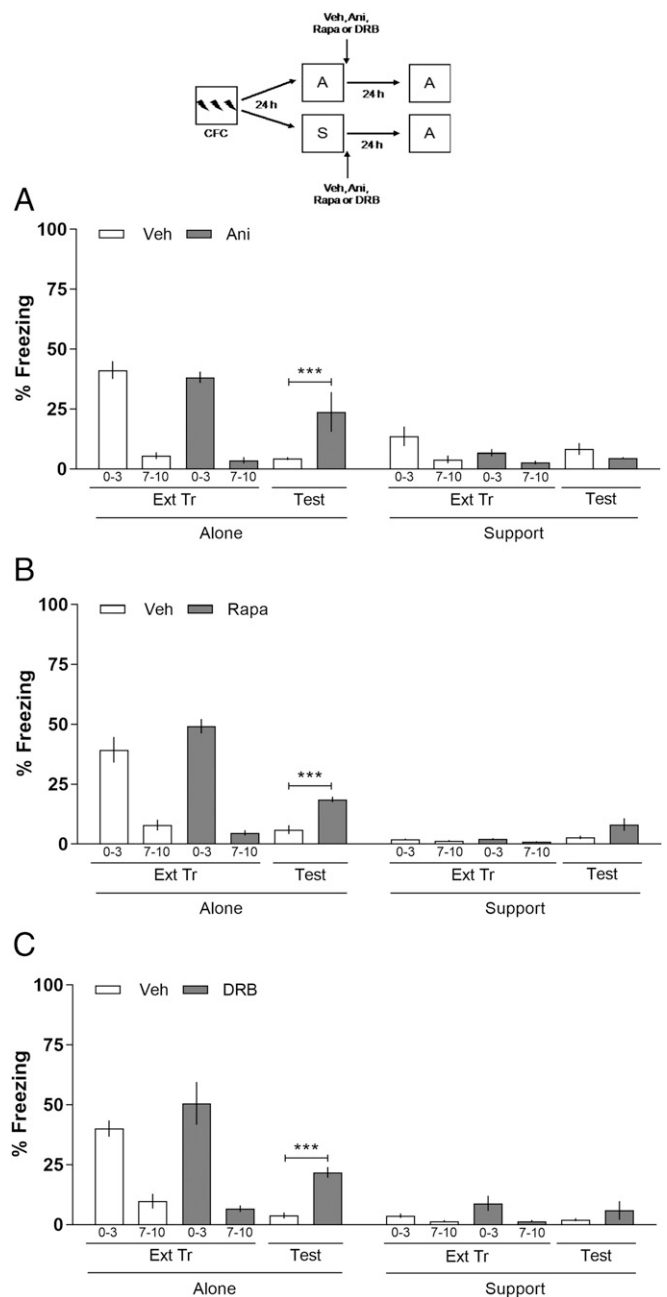 Veh, Ani,
Rapa or DRB
A A
24 h 24 h
CFC
S A
24 h
Veh, Ani,
Rapa or DRB
A
Veh Ani
100
75
50
25
0
% Freezing
***
0-3 7-10 0-3 7-10 0-3 7-10 0-3 7-10
Ext Tr Test Ext Tr Test
Alone Support
B
Veh Rapa
100
75
50
25
0
% Freezing
***
0-3 7-10 0-3 7-10 0-3 7-10 0-3 7-10
Ext Tr Test Ext Tr Test
Alone Support
C
Veh DRB
100
75
50
25
0
% Freezing
***
0-3 7-10 0-3 7-10 0-3 7-10 0-3 7-10
Ext Tr Test Ext Tr Test
Alone Support